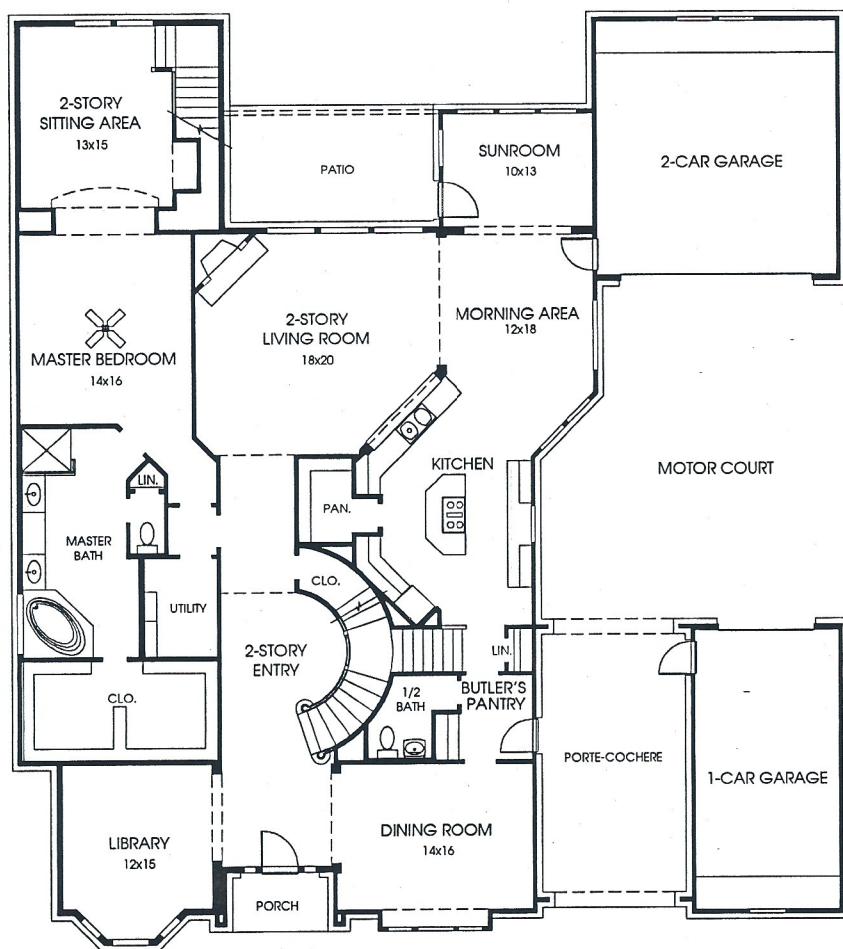 2-STORY
SITTING AREA
13x15
PATIO
SUNROOM
10x13
2-CAR GARAGE
2-STORY
LIVING ROOM
18x20
MORNING AREA
12x18
MASTER BEDROOM
14x16
KITCHEN
MOTOR COURT
LIN.
PAN.
MASTER
BATH
CLO.
UTILITY
2-STORY
ENTRY
LIN.
1/2
BATH
BUTLER'S
PANTRY
CLO.
PORTE-COCHERE
1-CAR GARAGE
LIBRARY
12x15
DINING ROOM
14x16
PORCH